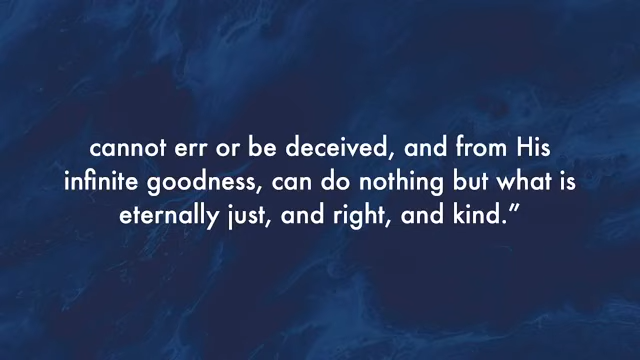 cannot err or be deceived, and from His
infinite goodness, can do nothing but what is
eternally just, and right, and kind.”